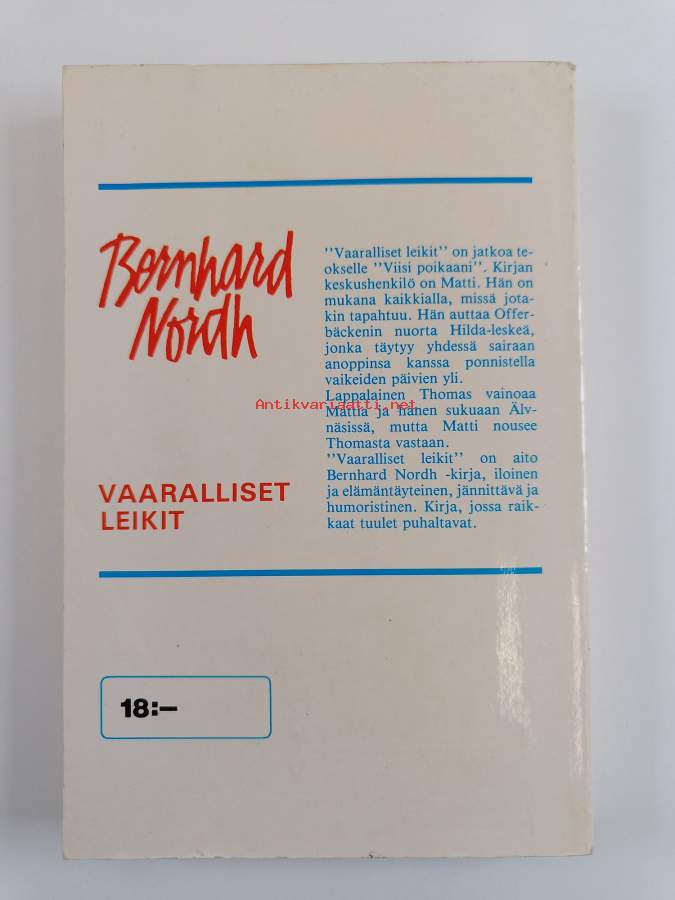 Bernhard
Nordh
VAARALLISET
LEIKIT
''Vaaralliset leikit'' on jatkoa te-
okselle ''Viisi poikaani''. Kirjan
keskushenkilö on Matti. Hän on
mukana kaikkialla, missä jota-
kin tapahtuu. Hän auttaa Offer-
bäckenin nuorta Hilda-leskeä,
jonka täytyy yhdessä sairaan
anoppinsa kanssa ponnistella
vaikeiden päivien yli.
Lappalainen Thomas vainoaa
Mattia ja hänen sukuaan Älv-
näsissä, mutta Matti nousee
Thomasta vastaan.
''Vaaralliset leikit'' on aito
Bernhard Nordh -kirja, iloinen
ja elämäntäyteinen, jännittävä ja
humoristinen. Kirja, jossa raik-
kaat tuulet puhaltavat.
Antikvariaatti.net
18:—